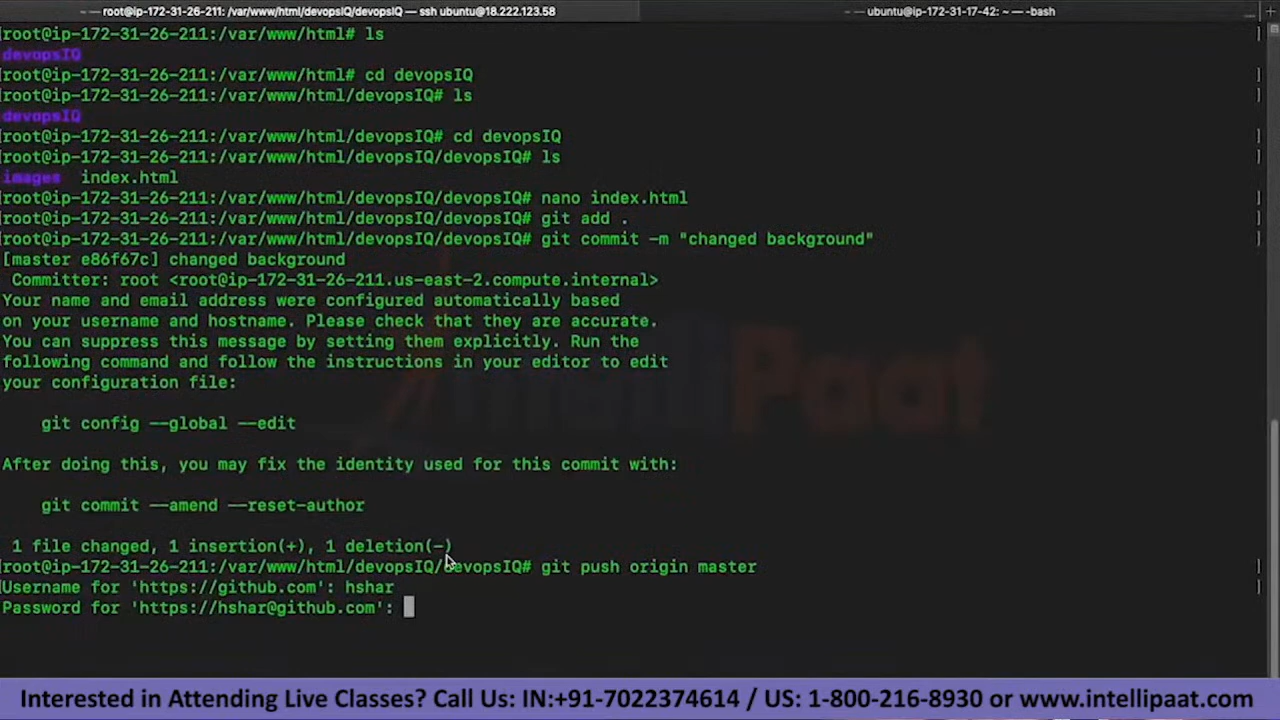 root@ip-172-31-26-211: /var/www/html/devopsIQ/devopsIQ — ssh ubuntu@18.222.123.58
ubuntu@ip-172-31-17-42: ~ — -bash
[root@ip-172-31-26-211:/var/www/html# ls
devopsIQ
[root@ip-172-31-26-211:/var/www/html# cd devopsIQ
[root@ip-172-31-26-211:/var/www/html/devopsIQ# ls
devopsIQ
[root@ip-172-31-26-211:/var/www/html/devopsIQ# cd devopsIQ
[root@ip-172-31-26-211:/var/www/html/devopsIQ/devopsIQ# ls
images index.html
[root@ip-172-31-26-211:/var/www/html/devopsIQ/devopsIQ# nano index.html
[root@ip-172-31-26-211:/var/www/html/devopsIQ/devopsIQ# git add .
[root@ip-172-31-26-211:/var/www/html/devopsIQ/devopsIQ# git commit -m "changed background"
[master e86f67c] changed background
Committer: root <root@ip-172-31-26-211.us-east-2.compute.internal>
Your name and email address were configured automatically based
on your username and hostname. Please check that they are accurate.
You can suppress this message by setting them explicitly. Run the
following command and follow the instructions in your editor to edit
your configuration file:
git config --global --edit
After doing this, you may fix the identity used for this commit with:
git commit --amend --reset-author
1 file changed, 1 insertion(+), 1 deletion(-)
[root@ip-172-31-26-211:/var/www/html/devopsIQ/devopsIQ# git push origin master
[Username for 'https://github.com': hshar
Password for 'https://hshar@github.com':
IntelliPaat
Interested in Attending Live Classes? Call Us: IN:+91-7022374614 / US: 1-800-216-8930 or www.intellipaat.com